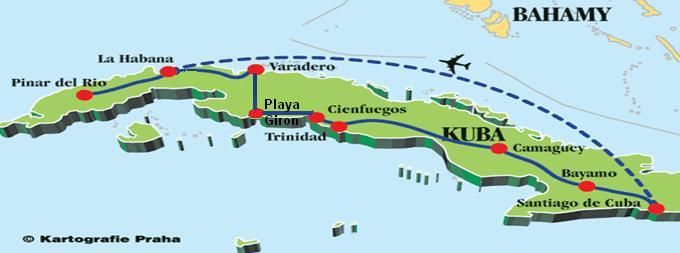 BAHAMY
La Habana
Varadero
Pinar del Rio
Playa
Giron
Cienfuegos
Trinidad
KUBA
Camaguey
Bayamo
Santiago de Cuba
© Kartografie Praha